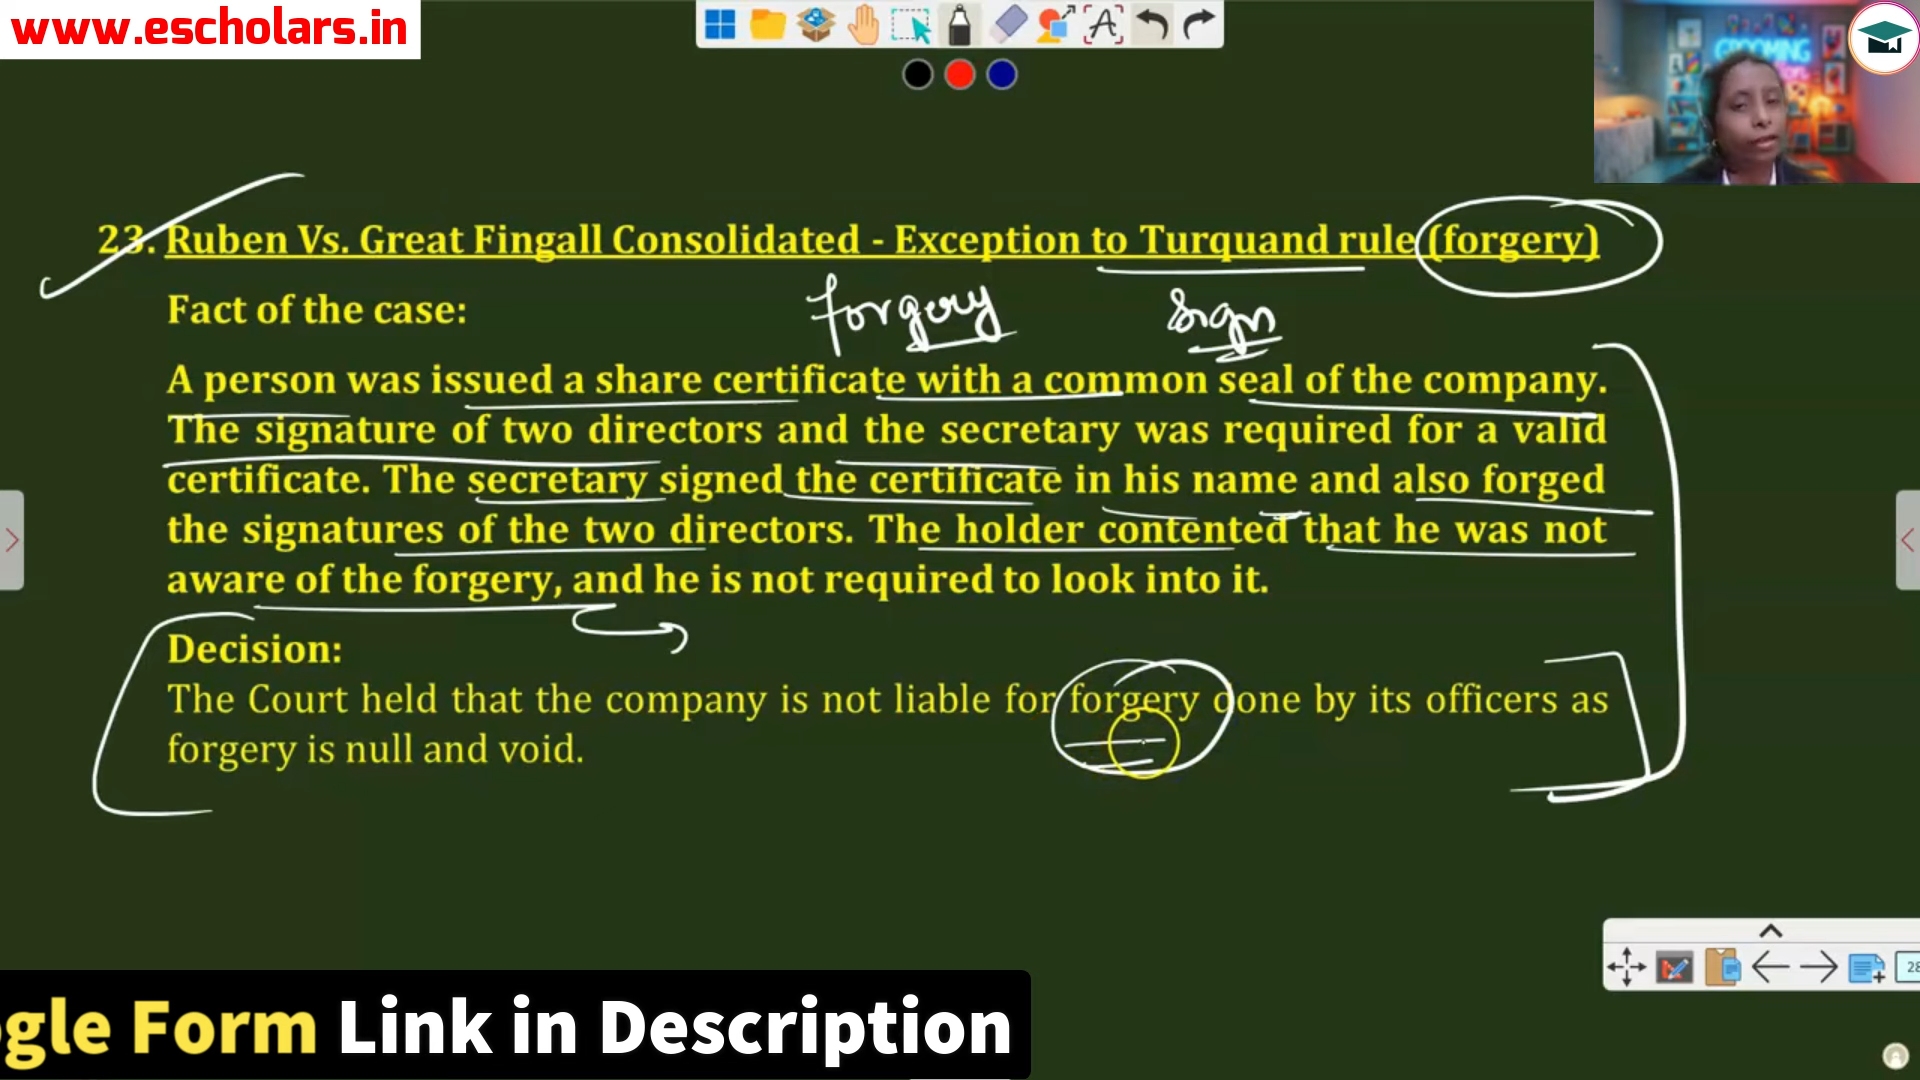 www.escholars.in
GROOMING
23. Ruben Vs. Great Fingall Consolidated - Exception to Turquand rule (forgery)
Fact of the case:
forgery sign
A person was issued a share certificate with a common seal of the company.
The signature of two directors and the secretary was required for a valid
certificate. The secretary signed the certificate in his name and also forged
the signatures of the two directors. The holder contented that he was not
aware of the forgery, and he is not required to look into it.
Decision:
The Court held that the company is not liable for forgery done by its officers as
forgery is null and void.
28
ogle Form Link in Description